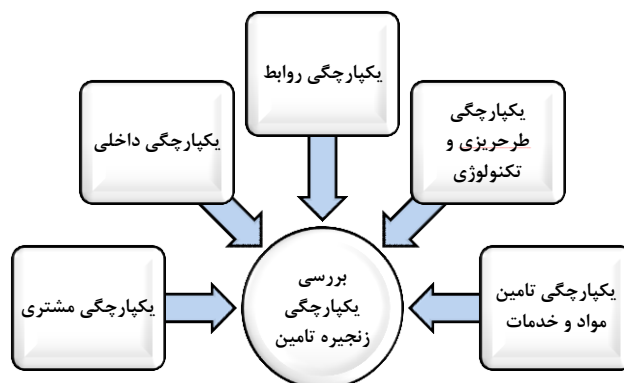 یکپارچگی روابط
یکپارچگی
طرحریزی و
تکنولوژی
یکپارچگی داخلی
یکپارچگی تامین
مواد و خدمات
بررسی
یکپارچگی
زنجیره تامین
یکپارچگی مشتری